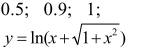 0.5; 0.9; 1;
y = ln(x + √(1 + x²))